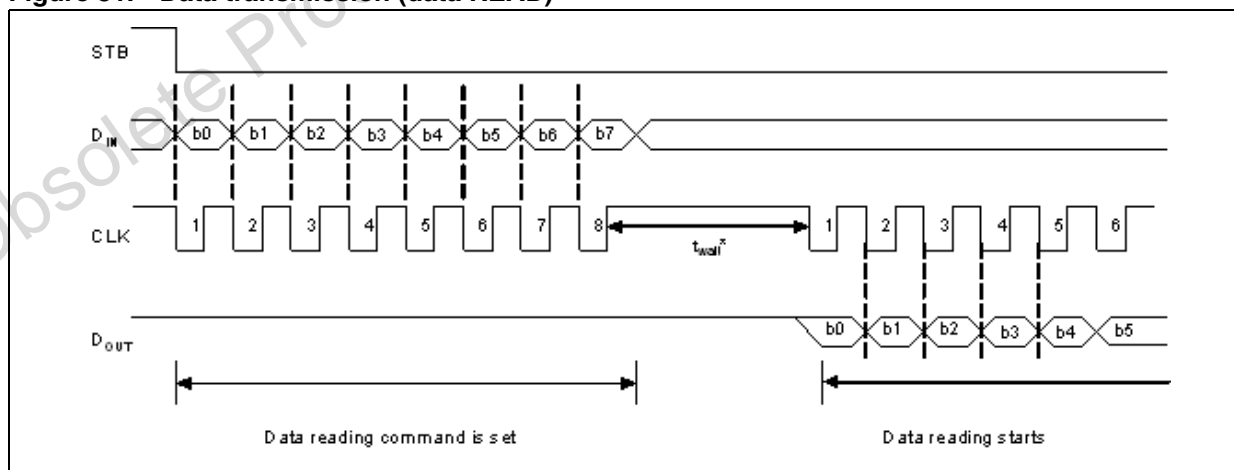 STB
D IN b0 b1 b2 b3 b4 b5 b6 b7
CLK 1 2 3 4 5 6 7 8 twait* 1 2 3 4 5 6
D OUT b0 b1 b2 b3 b4 b5
Data reading command is set Data reading starts